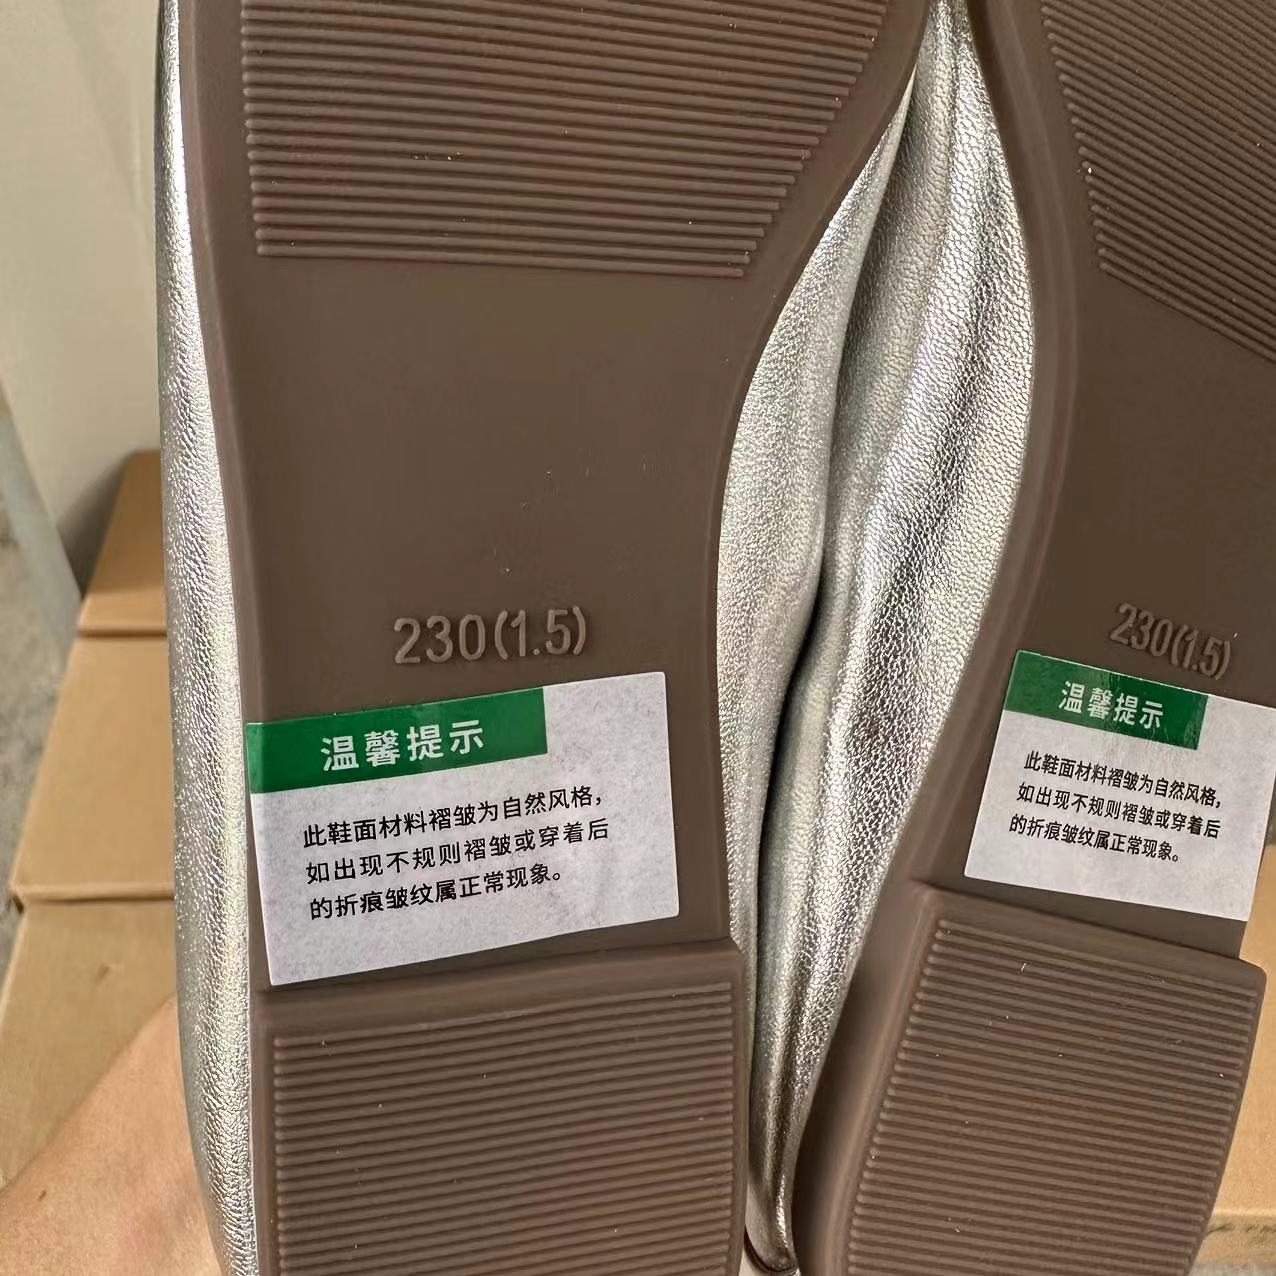 230(1.5)
温馨提示
此鞋面材料褶皱为自然风格，
如出现不规则褶皱或穿着后
的折痕皱纹属正常现象。
230(1.5)
温馨提示
此鞋面材料褶皱为自然风格，
如出现不规则褶皱或穿着后
的折痕皱纹属正常现象。